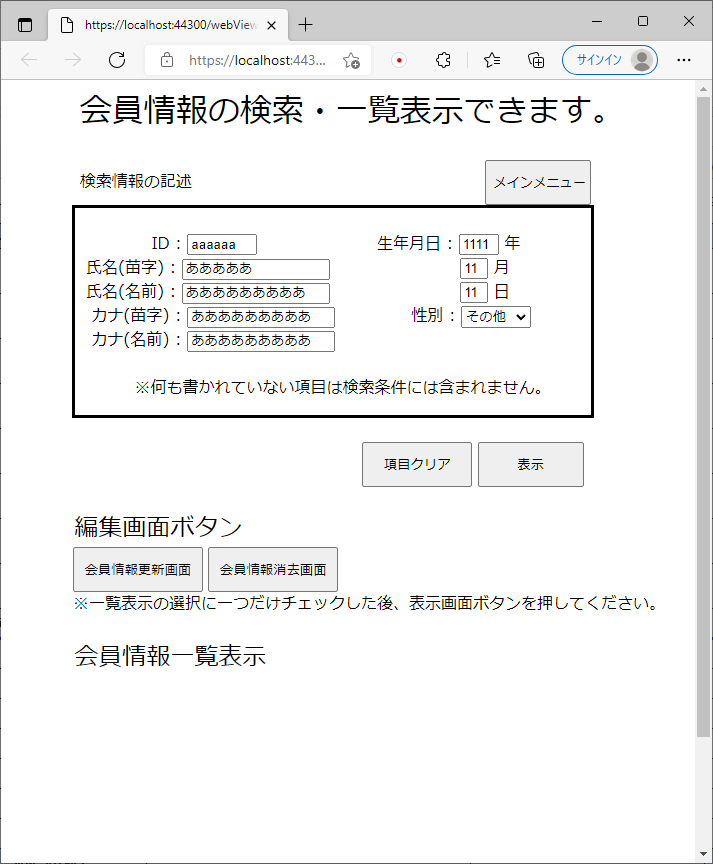 https://localhost:44300/webView
https://localhost:443...
サインイン
会員情報の検索・一覧表示できます。
検索情報の記述
メインメニュー
ID： aaaaaa 生年月日： 1111 年
氏名(苗字)： あああああ 11 月
氏名(名前)： あああああああああ 11 日
カナ(苗字)： あああああああああ 性別： その他
カナ(名前)： あああああああああ
※何も書かれていない項目は検索条件には含まれません。
項目クリア 表示
編集画面ボタン
会員情報更新画面 会員情報消去画面
※一覧表示の選択に一つだけチェックした後、表示画面ボタンを押してください。
会員情報一覧表示